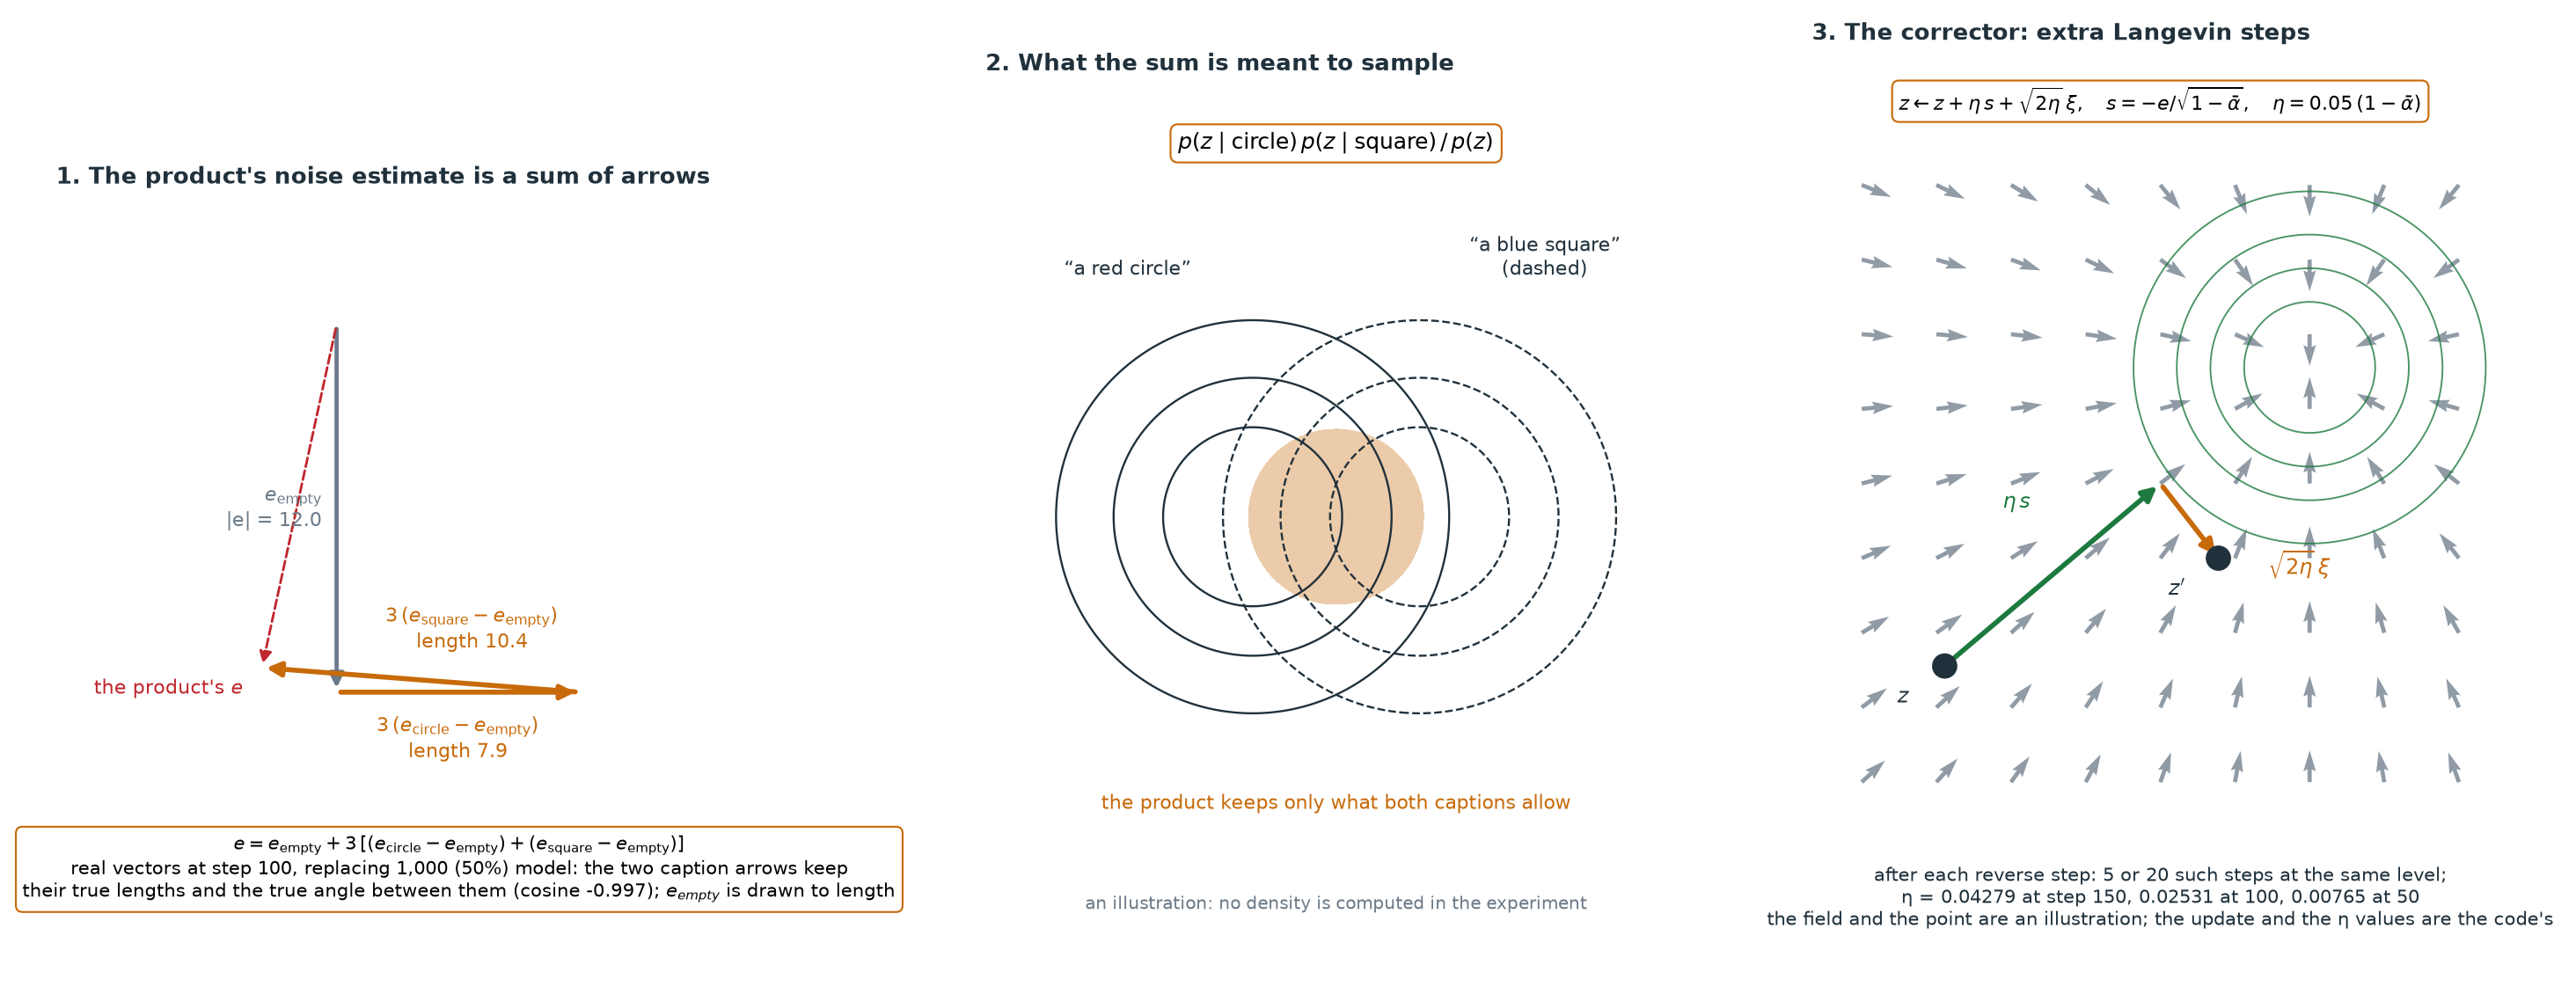 1. The product's noise estimate is a sum of arrows
e_empty
|e| = 12.0
3 (e_square − e_empty)
length 10.4
the product's e
3 (e_circle − e_empty)
length 7.9
e = e_empty + 3 [(e_circle − e_empty) + (e_square − e_empty)]
real vectors at step 100, replacing 1,000 (50%) model: the two caption arrows keep
their true lengths and the true angle between them (cosine -0.997); e_empty is drawn to length
2. What the sum is meant to sample
p(z | circle) p(z | square) / p(z)
“a red circle”
“a blue square”
(dashed)
the product keeps only what both captions allow
an illustration: no density is computed in the experiment
3. The corrector: extra Langevin steps
z ← z + η s + √2η ξ, s = −e/√1 − ᾱ, η = 0.05 (1 − ᾱ)
η s
√2η ξ
z′
z
after each reverse step: 5 or 20 such steps at the same level;
η = 0.04279 at step 150, 0.02531 at 100, 0.00765 at 50
the field and the point are an illustration; the update and the η values are the code's